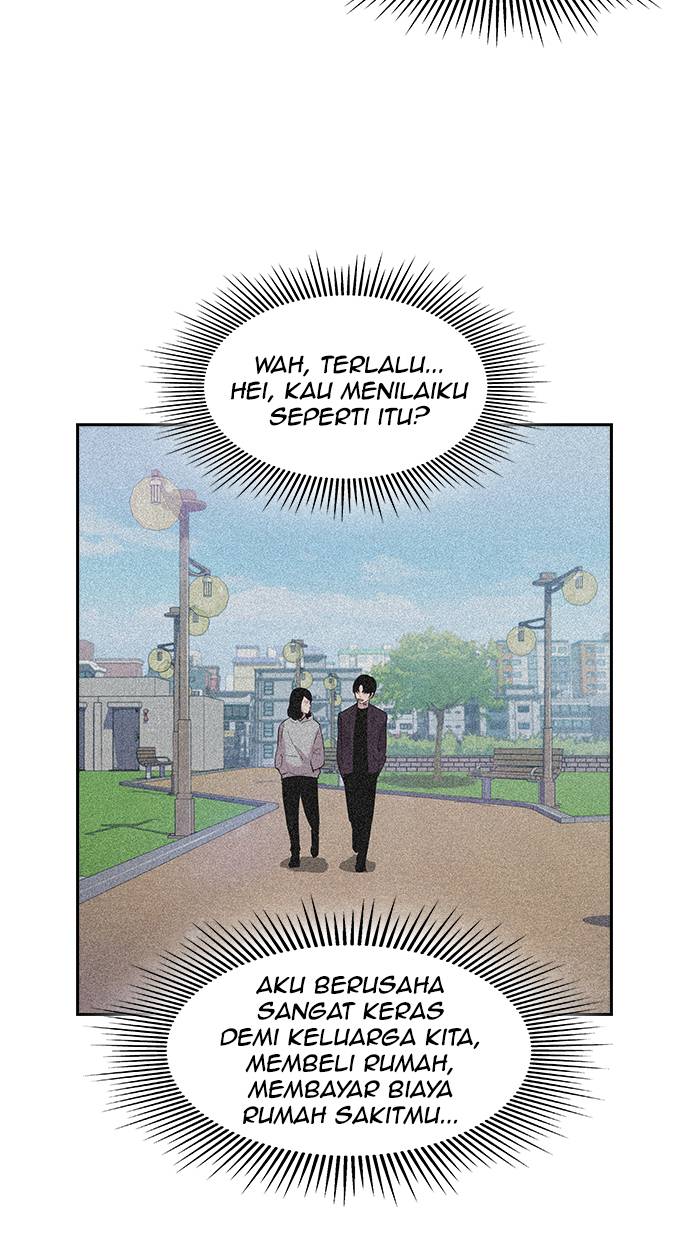 WAH, TERLALU...
HEI, KAU MENILAIKU
SEPERTI ITU?
AKU BERUSAHA
SANGAT KERAS
DEMI KELUARGA KITA,
MEMBELI RUMAH,
MEMBAYAR BIAYA
RUMAH SAKITMU...